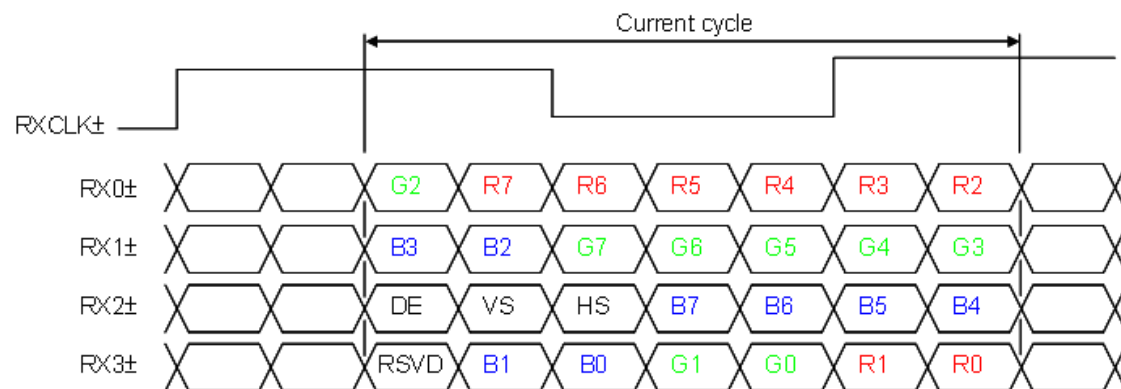 Current cycle
RXCLK±
RX0± G2 R7 R6 R5 R4 R3 R2
RX1± B3 B2 G7 G6 G5 G4 G3
RX2± DE VS HS B7 B6 B5 B4
RX3± RSVD B1 B0 G1 G0 R1 R0